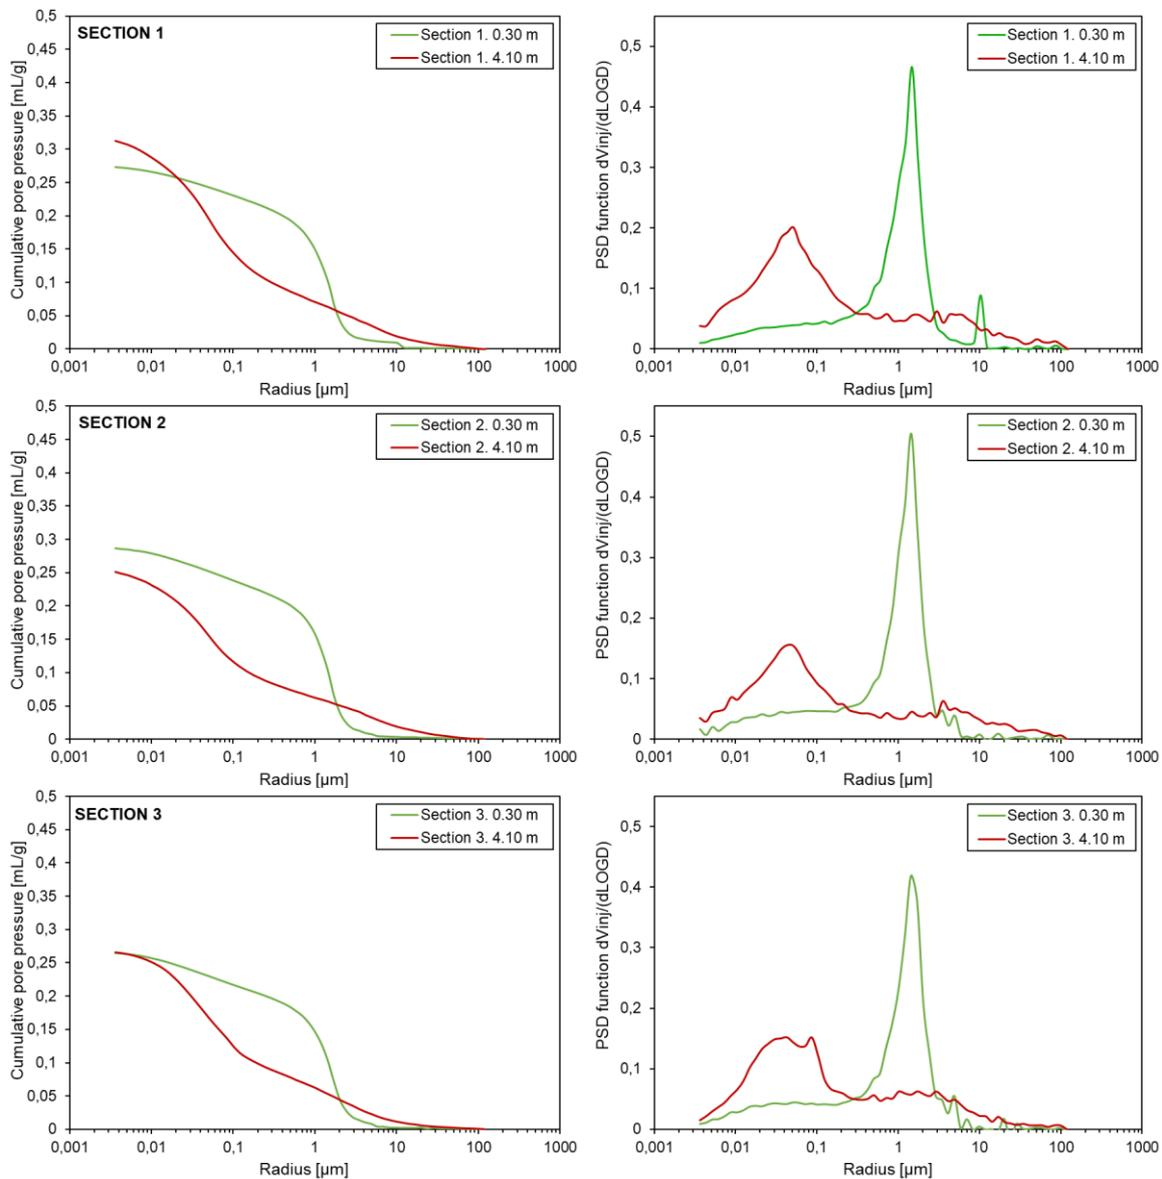 SECTION 1
Section 1. 0.30 m
Section 1. 4.10 m
Cumulative pore pressure [mL/g]
0,5
0,45
0,4
0,35
0,3
0,25
0,2
0,15
0,1
0,05
0
0,001 0,01 0,1 1 10 100 1000
Radius [µm]
Section 1. 0.30 m
Section 1. 4.10 m
PSD function dVinj/(dLOGD)
0,5
0,4
0,3
0,2
0,1
0
0,001 0,01 0,1 1 10 100 1000
Radius [µm]
SECTION 2
Section 2. 0.30 m
Section 2. 4.10 m
Cumulative pore pressure [mL/g]
0,5
0,45
0,4
0,35
0,3
0,25
0,2
0,15
0,1
0,05
0
0,001 0,01 0,1 1 10 100 1000
Radius [µm]
Section 2. 0.30 m
Section 2. 4.10 m
PSD function dVinj/(dLOGD)
0,5
0,4
0,3
0,2
0,1
0
0,001 0,01 0,1 1 10 100 1000
Radius [µm]
SECTION 3
Section 3. 0.30 m
Section 3. 4.10 m
Cumulative pore pressure [mL/g]
0,5
0,45
0,4
0,35
0,3
0,25
0,2
0,15
0,1
0,05
0
0,001 0,01 0,1 1 10 100 1000
Radius [µm]
Section 3. 0.30 m
Section 3. 4.10 m
PSD function dVinj/(dLOGD)
0,5
0,4
0,3
0,2
0,1
0
0,001 0,01 0,1 1 10 100 1000
Radius [µm]